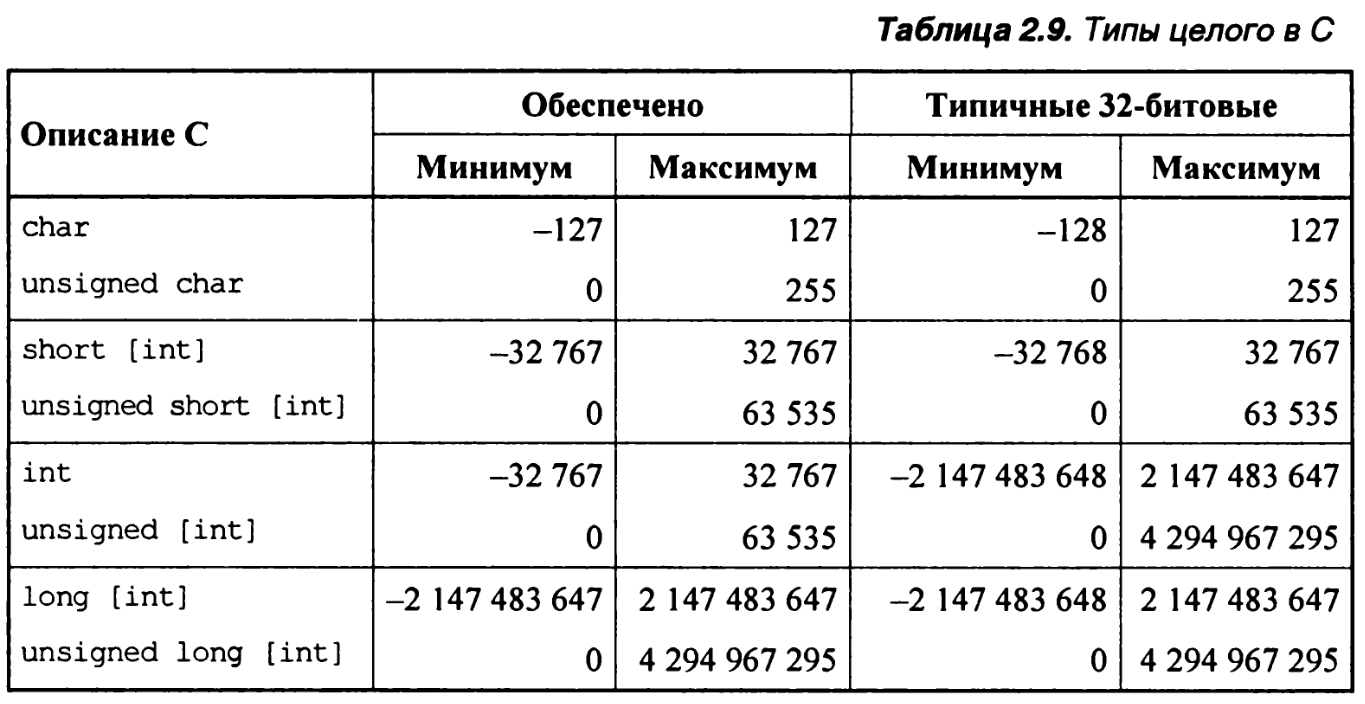 Таблица 2.9. Типы целого в C
Описание C Обеспечено Типичные 32-битовые
Минимум Максимум Минимум Максимум
char –127 127 –128 127
unsigned char 0 255 0 255
short [int] –32 767 32 767 –32 768 32 767
unsigned short [int] 0 63 535 0 63 535
int –32 767 32 767 –2 147 483 648 2 147 483 647
unsigned [int] 0 63 535 0 4 294 967 295
long [int] –2 147 483 647 2 147 483 647 –2 147 483 648 2 147 483 647
unsigned long [int] 0 4 294 967 295 0 4 294 967 295